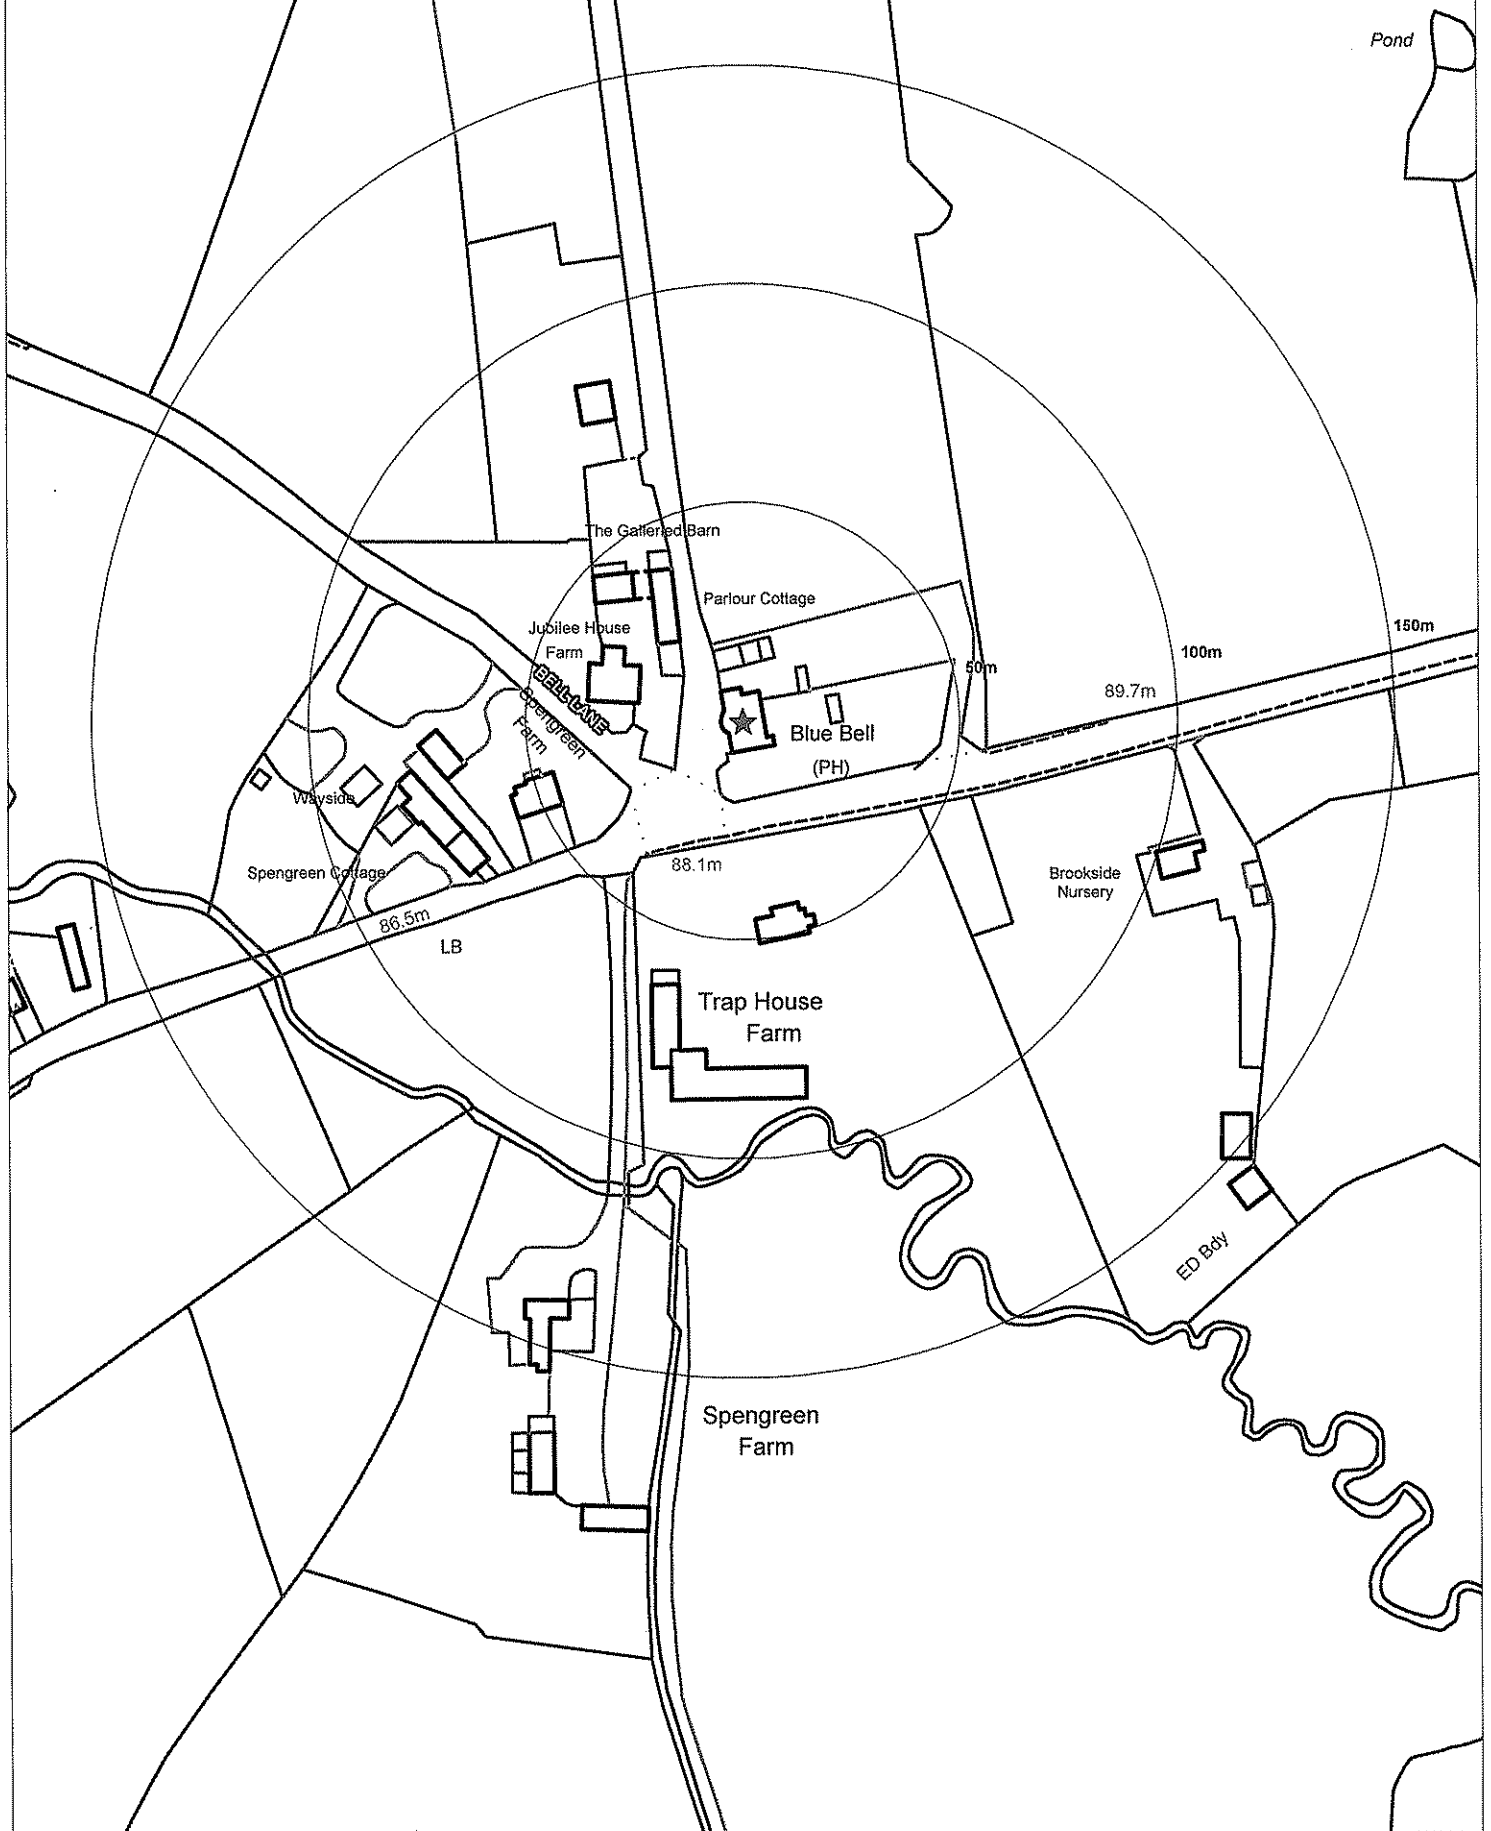 Pond
The Galleried Barn
Parlour Cottage
Jubilee House
Farm
150m
100m
50m
89.7m
BELL LANE
Spengreen
Farm
Blue Bell
(PH)
Wayside
88.1m
Spengreen Cottage
Brookside
Nursery
86.5m
LB
Trap House
Farm
ED Bdy
Spengreen
Farm